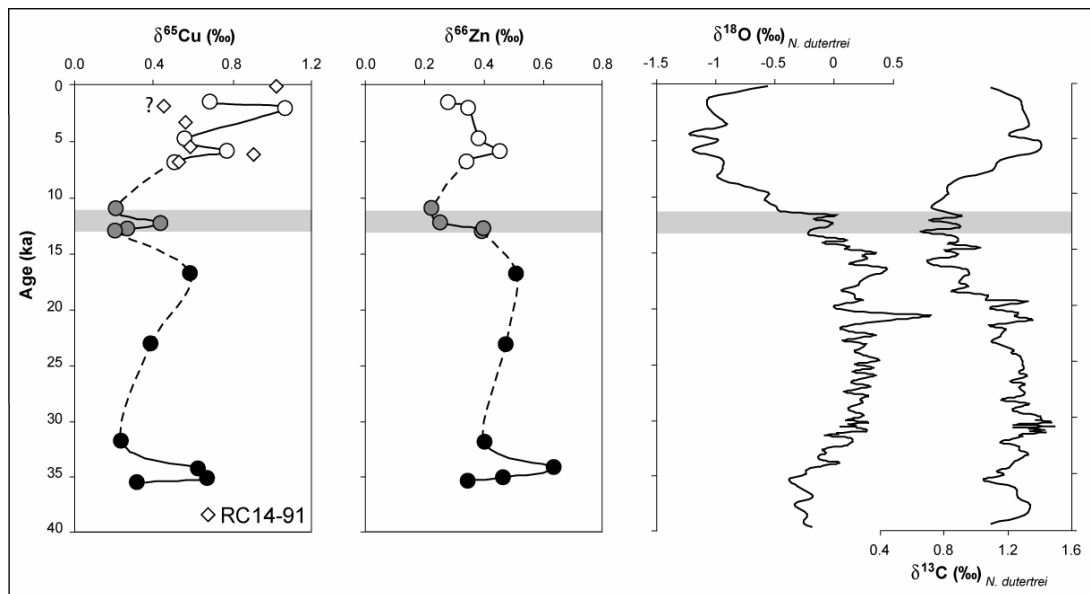 δ⁶⁵Cu (‰)
0.0 0.4 0.8 1.2
δ⁶⁶Zn (‰)
0.0 0.2 0.4 0.6 0.8
δ¹⁸O (‰) N. dutertrei
-1.5 -1 -0.5 0 0.5
Age (ka)
0
5
10
15
20
25
30
35
40
?
RC14-91
0.4 0.8 1.2 1.6
δ¹³C (‰) N. dutertrei